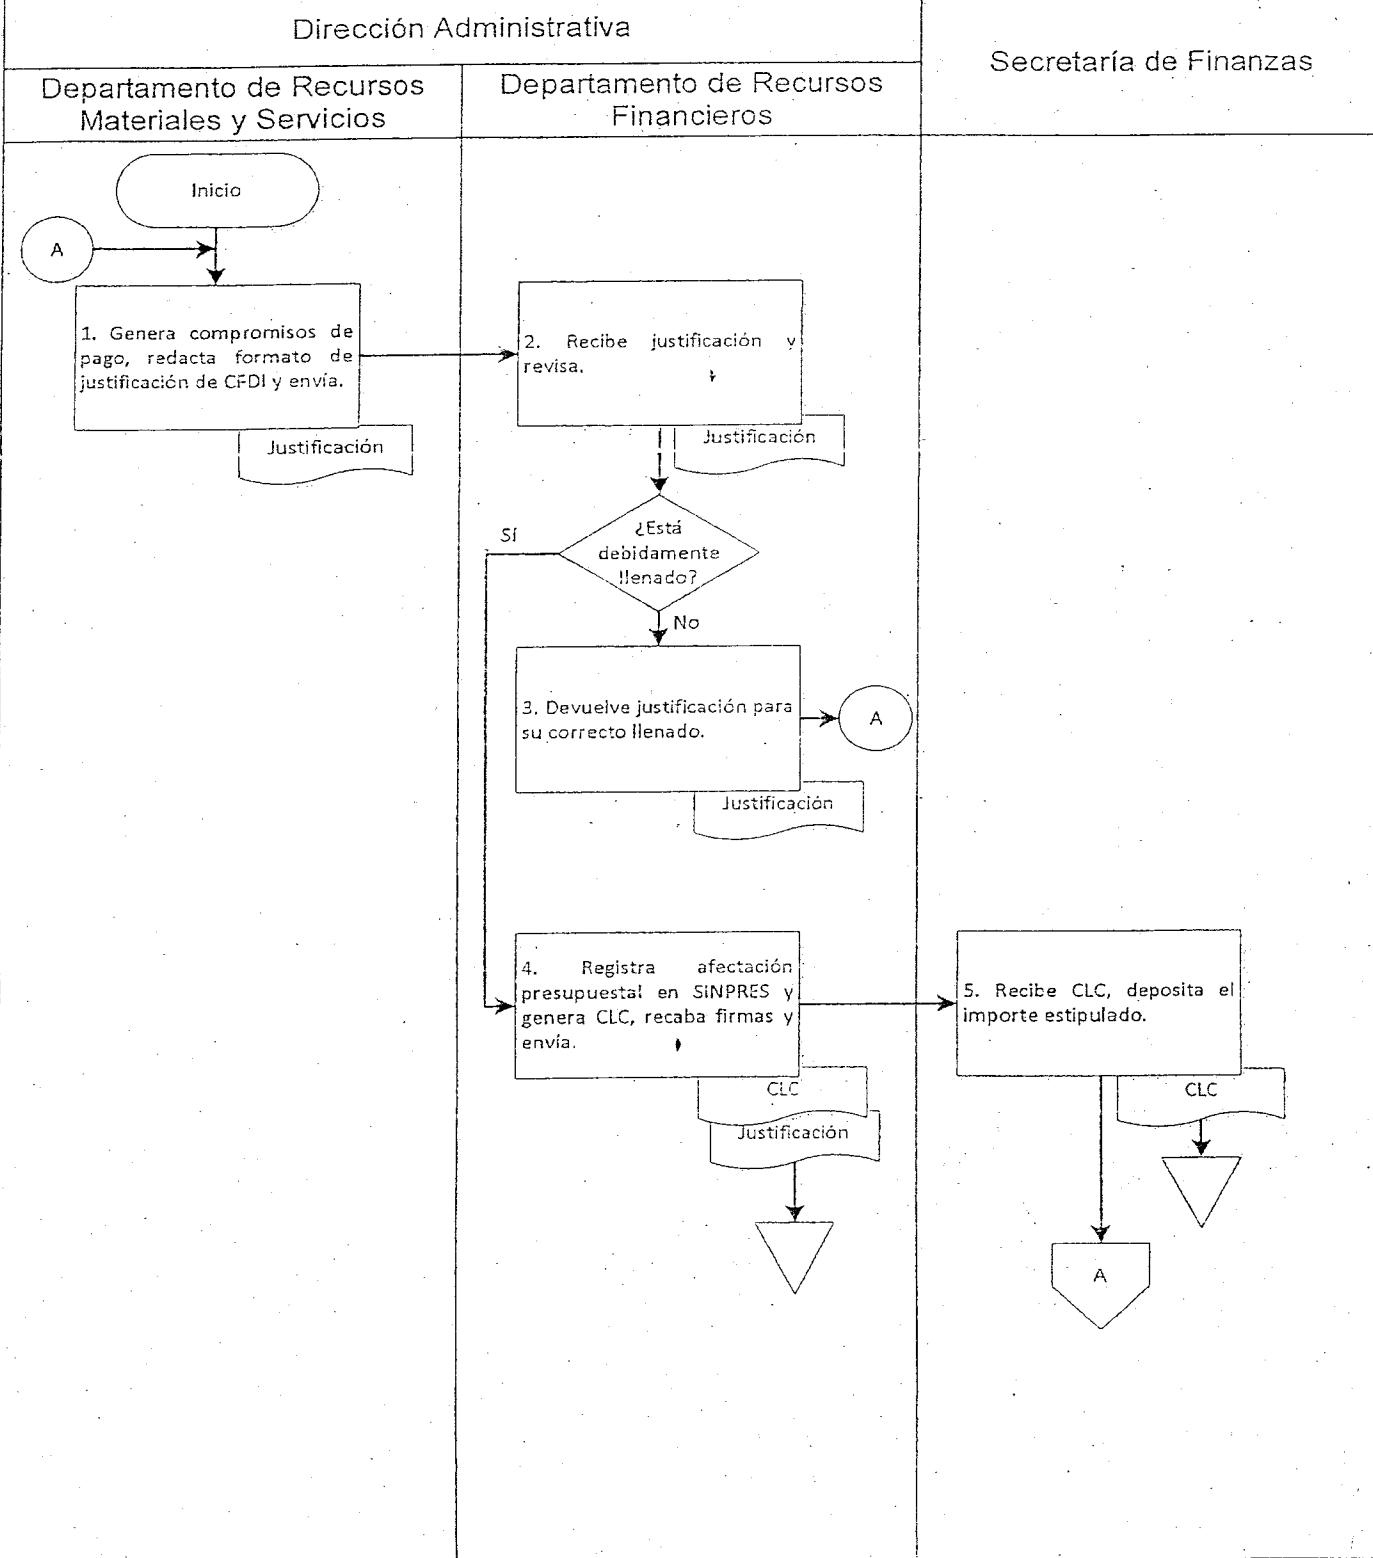 Dirección Administrativa
Secretaría de Finanzas
Departamento de Recursos
Materiales y Servicios
Departamento de Recursos
Financieros
Inicio
A
1. Genera compromisos de
pago, redacta formato de
justificación de CFDI y envía.
Justificación
2. Recibe justificación y
revisa.
Justificación
¿Está
debidamente
llenado?
Sí
No
3. Devuelve justificación para
su correcto llenado.
A
Justificación
4. Registra afectación
presupuestal en SINPRES y
genera CLC, recaba firmas y
envía.
CLC
Justificación
5. Recibe CLC, deposita el
importe estipulado.
CLC
A